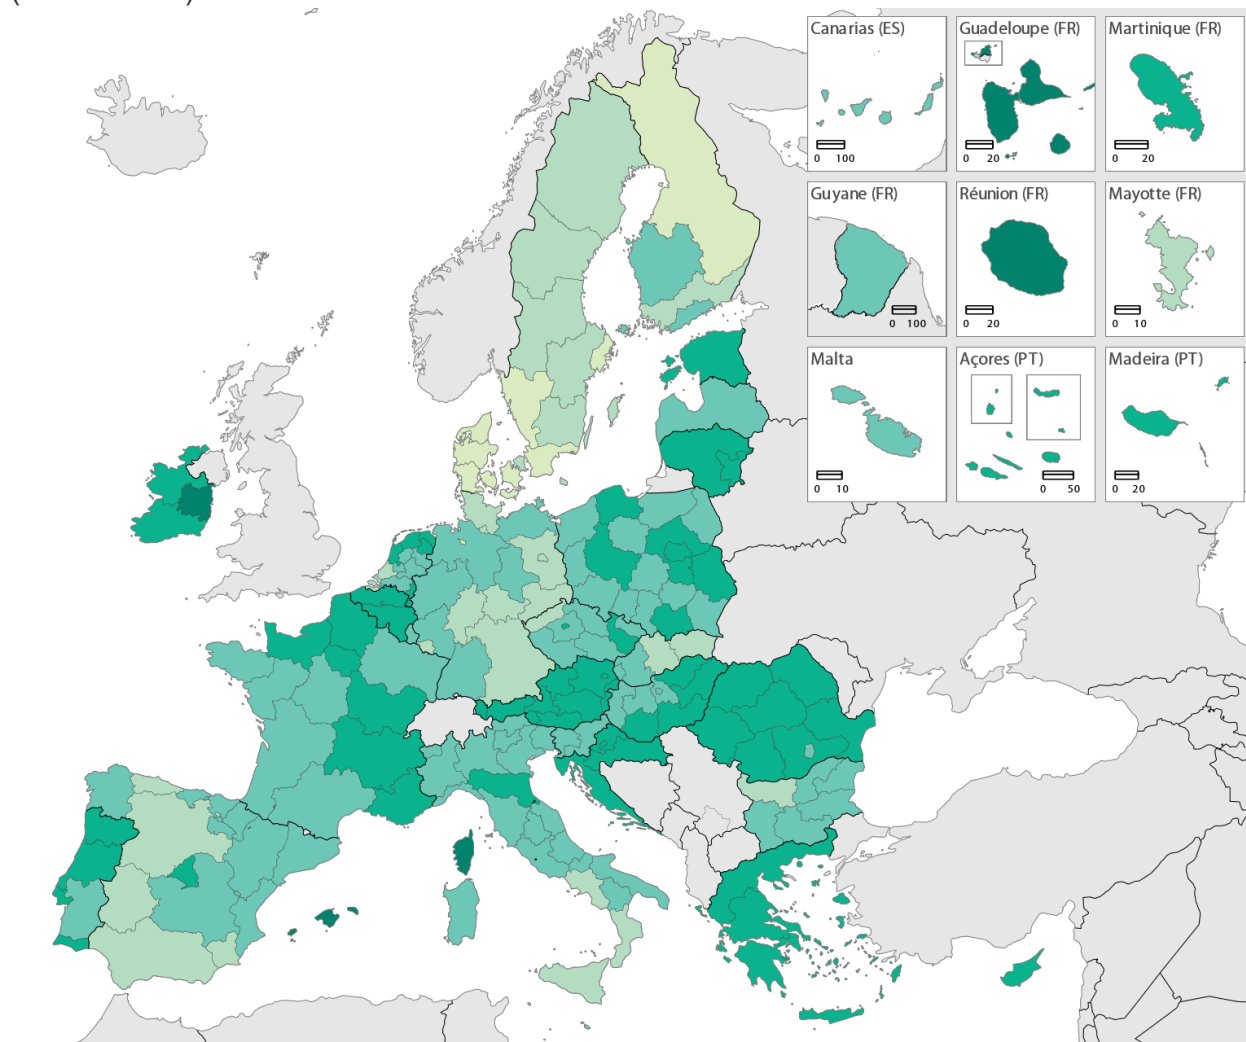 Canarias (ES)
0 100
Guadeloupe (FR)
0 20
Martinique (FR)
0 20
Guyane (FR)
0 100
Réunion (FR)
0 20
Mayotte (FR)
0 10
Malta
0 10
Açores (PT)
0 50
Madeira (PT)
0 20